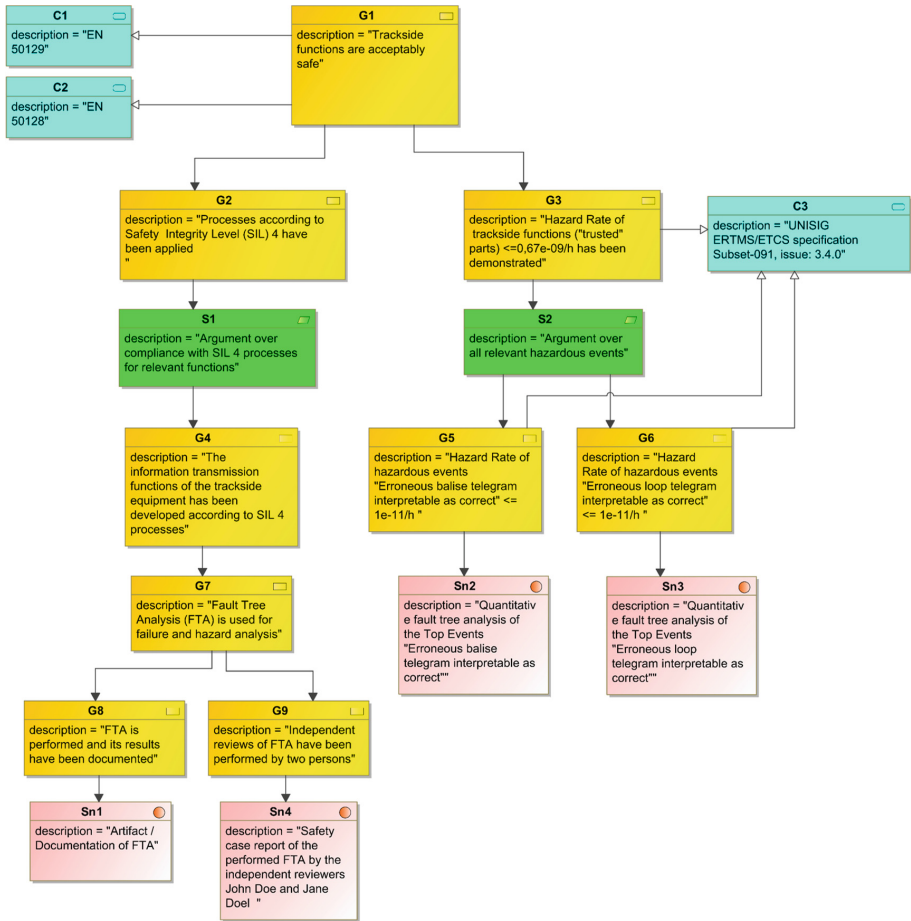 C1
description = "EN
50129"
G1
description = "Trackside
functions are acceptably
safe"
C2
description = "EN
50128"
G2
description = "Processes according to
Safety  Integrity Level (SIL) 4 have
been applied
"
G3
description = "Hazard Rate of
trackside functions ("trusted"
parts) <=0,67e-09/h has been
demonstrated"
C3
description = "UNISIG
ERTMS/ETCS specification
Subset-091, issue: 3.4.0"
S1
description = "Argument over
compliance with SIL 4 processes
for relevant functions"
S2
description = "Argument over
all relevant hazardous events"
G4
description = "The
information transmission
functions of the trackside
equipment has been
developed according to SIL 4
processes"
G5
description = "Hazard Rate of
hazardous events
"Erroneous balise telegram
interpretable as correct" <=
1e-11/h "
G6
description = "Hazard
Rate of hazardous events
"Erroneous loop telegram
interpretable as correct"
<= 1e-11/h "
G7
description = "Fault Tree
Analysis (FTA) is used for
failure and hazard analysis"
Sn2
description = "Quantitativ
e fault tree analysis of
the Top Events
"Erroneous balise
telegram interpretable as
correct""
Sn3
description = "Quantitativ
e fault tree analysis of
the Top Events
"Erroneous loop
telegram interpretable as
correct""
G8
description = "FTA is
performed and its results
have been documented"
G9
description = "Independent
reviews of FTA have been
performed by two persons"
Sn1
description = "Artifact /
Documentation of FTA"
Sn4
description = "Safety
case report of the
performed FTA by the
independent reviewers
John Doe and Jane
Doel  "